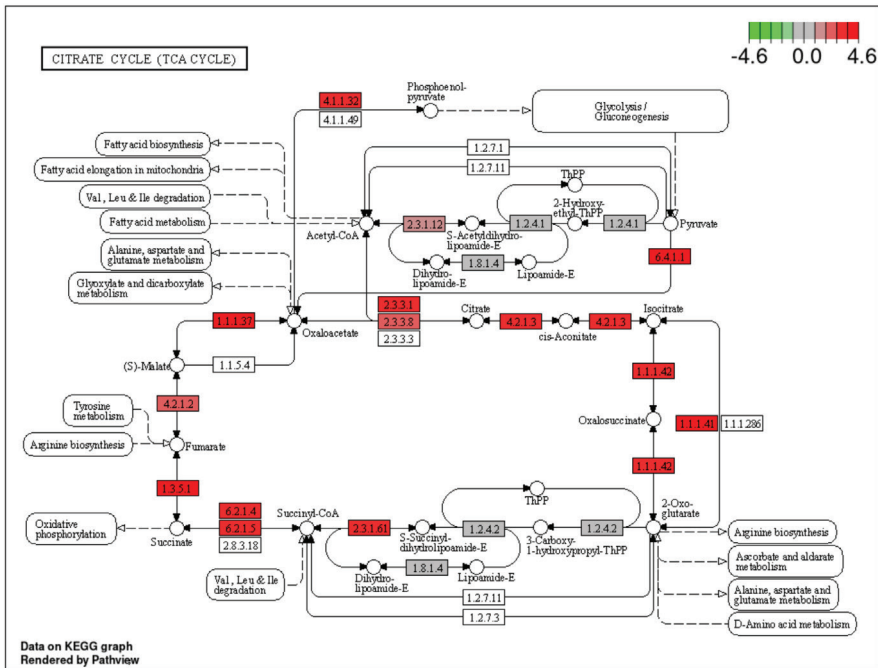 -4.6 0.0 4.6
CITRATE CYCLE (TCA CYCLE)
Phosphoenol-
pyruvate
4.1.1.32
4.1.1.49
Glycolysis /
Gluconeogenesis
Fatty acid biosynthesis
Fatty acid elongation in mitochondria
Val, Leu & Ile degradation
Fatty acid metabolism
Alanine, aspartate and
glutamate metabolism
Glyoxylate and dicarboxylate
metabolism
1.2.7.1
1.2.7.11
ThPP
2-Hydroxy-
ethyl-ThPP
Acetyl-CoA
2.3.1.12
S-Acetyldihydro-
lipoamide-E
1.2.4.1
1.2.4.1
Pyruvate
Dihydro-
lipoamide-E
1.8.1.4
Lipoamide-E
6.4.1.1
1.1.1.37
Oxaloacetate
2.3.3.1
2.3.3.8
2.3.3.3
Citrate
4.2.1.3
cis-Aconitate
4.2.1.3
Isocitrate
(S)-Malate
1.1.5.4
1.1.1.42
4.2.1.2
Tyrosine
metabolism
Arginine biosynthesis
Fumarate
Oxalosuccinate
1.1.1.41
1.1.1.286
1.1.1.42
1.3.5.1
Oxidative
phosphorylation
Succinate
6.2.1.4
6.2.1.5
2.8.3.18
Succinyl-CoA
2.3.1.61
S-Succinyl-
dihydrolipoamide-E
ThPP
1.2.4.2
3-Carboxy-
1-hydroxypropyl-ThPP
1.2.4.2
2-Oxo-
glutarate
Val, Leu & Ile
degradation
Dihydro-
lipoamide-E
1.8.1.4
Lipoamide-E
1.2.7.11
1.2.7.3
Arginine biosynthesis
Ascorbate and aldarate
metabolism
Alanine, aspartate and
glutamate metabolism
D-Amino acid metabolism
Data on KEGG graph
Rendered by Pathview